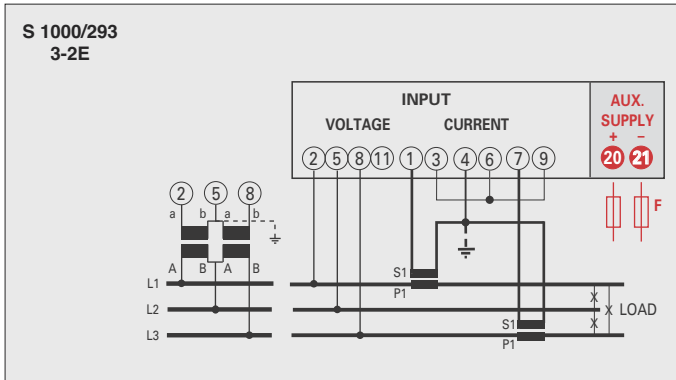 S 1000/293
3-2E
INPUT
VOLTAGE CURRENT
2 5 8 11 1 3 4 6 7 9
AUX.
SUPPLY
+ –
20 21
F
2 5 8
a b a b
A B A B
L1
L2
L3
S1
P1
S1
P1
X
X LOAD
X